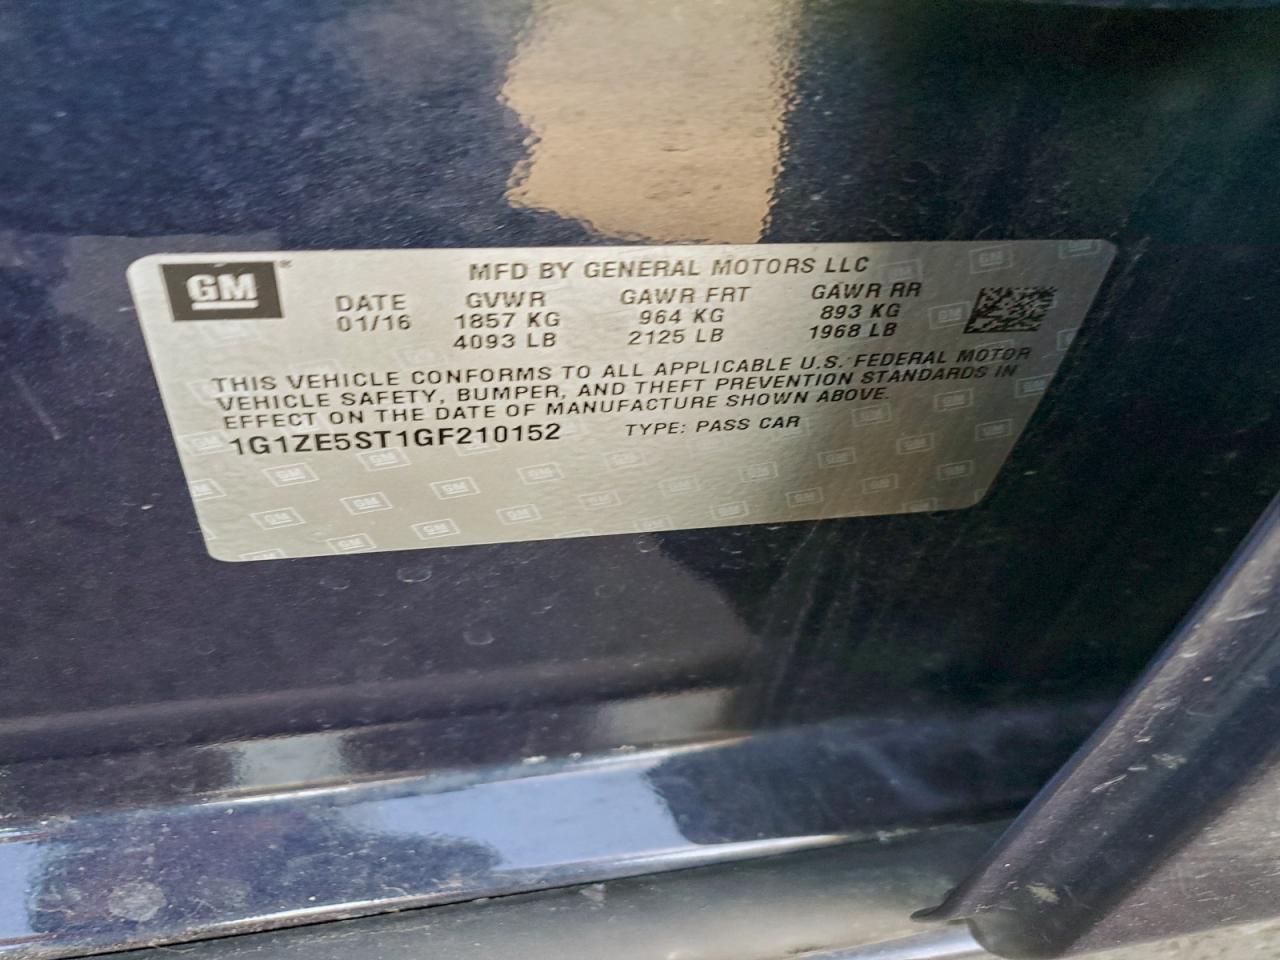 GM®
MFD BY GENERAL MOTORS LLC
DATE GVWR GAWR FRT GAWR RR
01/16 1857 KG 964 KG 893 KG
4093 LB 2125 LB 1968 LB
THIS VEHICLE CONFORMS TO ALL APPLICABLE U.S. FEDERAL MOTOR
VEHICLE SAFETY, BUMPER, AND THEFT PREVENTION STANDARDS IN
EFFECT ON THE DATE OF MANUFACTURE SHOWN ABOVE.
1G1ZE5ST1GF210152 TYPE: PASS CAR